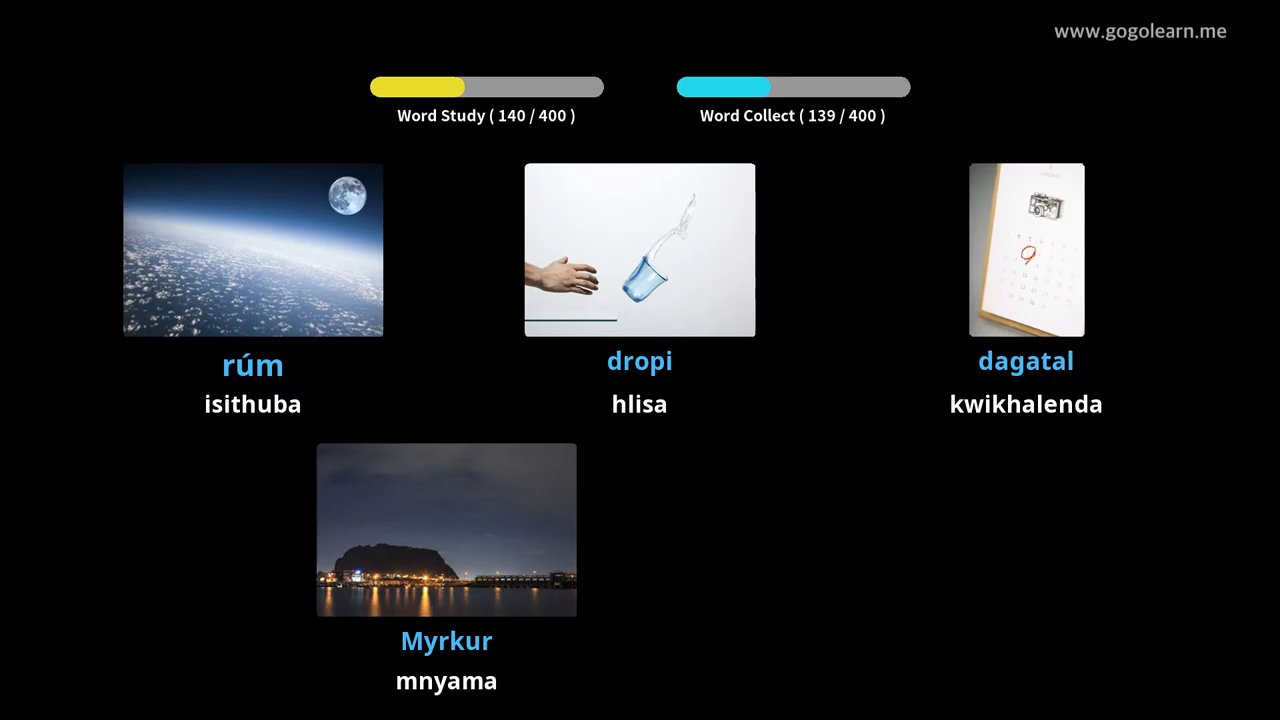 www.gogolearn.me
Word Study ( 140 / 400 )
Word Collect ( 139 / 400 )
rúm
dropi
dagatal
isithuba
hlisa
kwikhalenda
Myrkur
mnyama